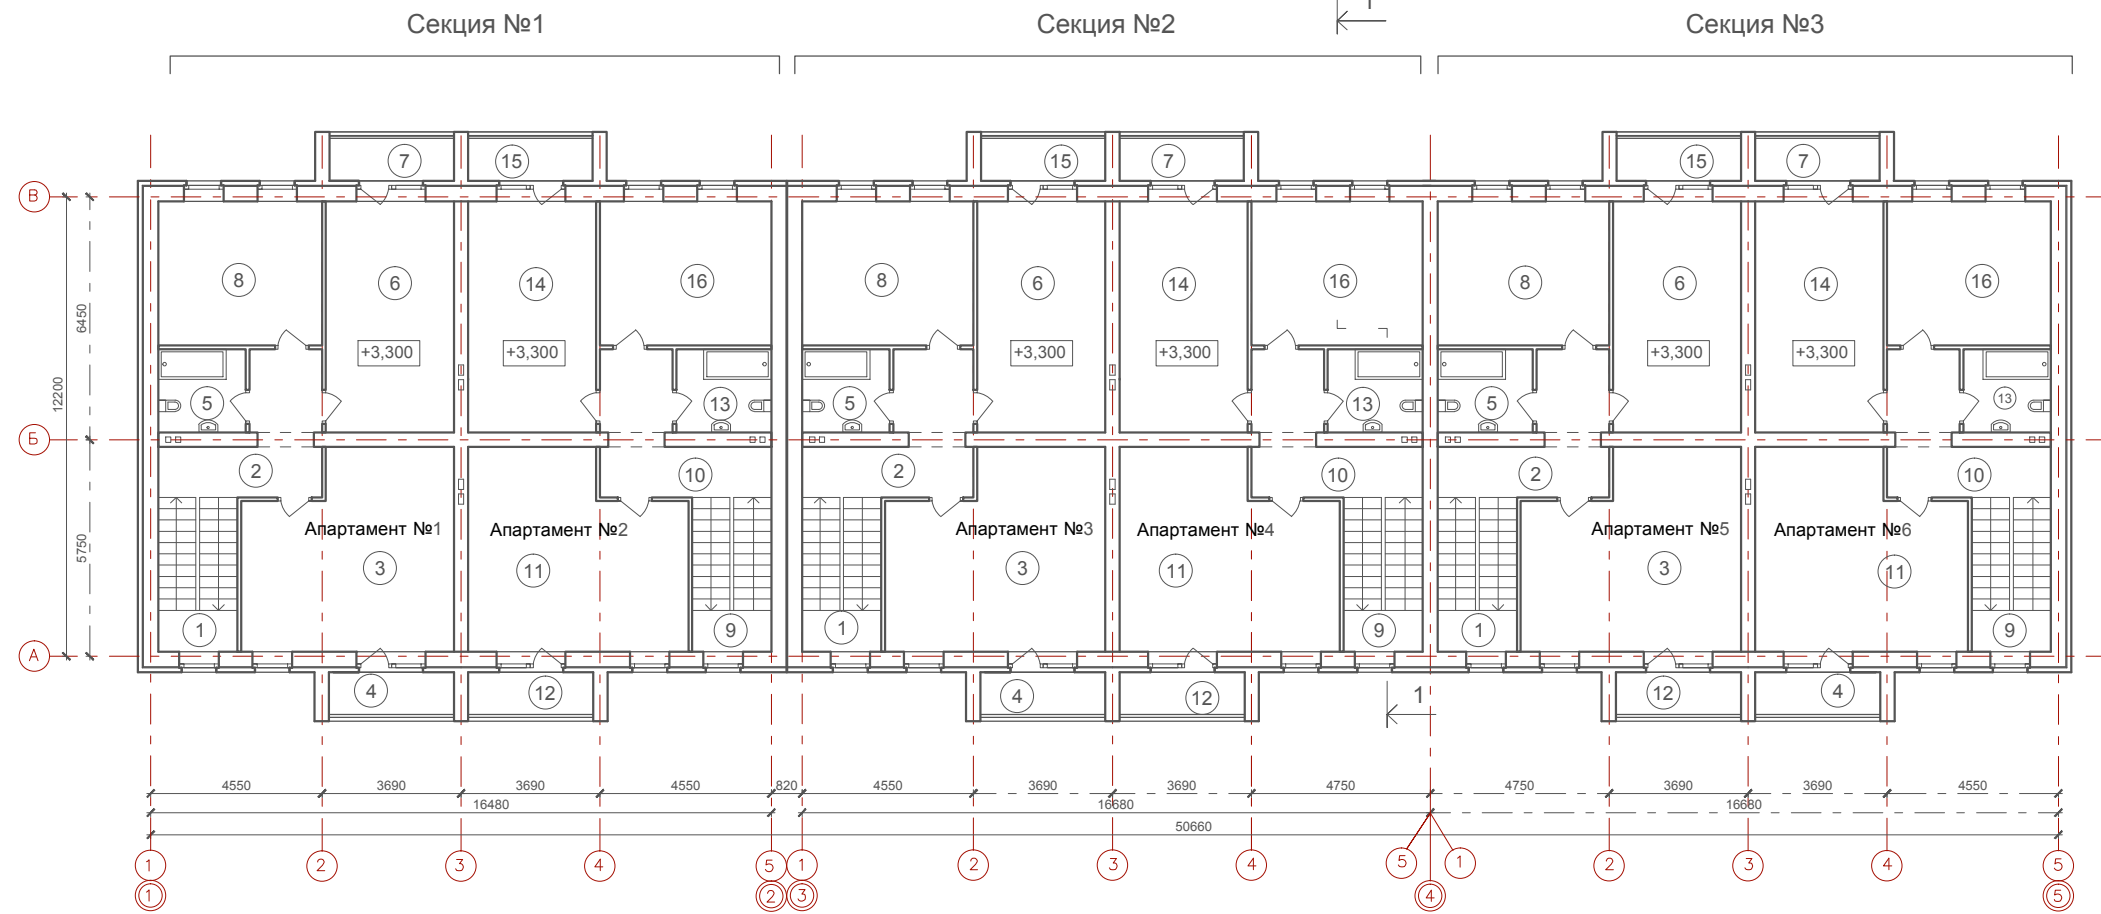 Секция №1 Секция №2 Секция №3
1
7 15 15 7 15 7
В
8 6 14 16 8 6 14 16 8 6 14 16
6450
+3,300 +3,300 +3,300 +3,300 +3,300 +3,300
12200
5 13 5 13 5 13
Б
2 10 2 10 2 10
5750
Апартамент №1 Апартамент №2 Апартамент №3 Апартамент №4 Апартамент №5 Апартамент №6
3 11 3 11 3 11
1 9 1 9 1 9
А
4 12 4 12 12 4
1
4550 3690 3690 4550 820 4550 3690 3690 4750 4750 3690 3690 4550
16480 16680 16680
50660
1 2 3 4 5 1 2 3 4 5 1 2 3 4 5
1 2 3 4 5